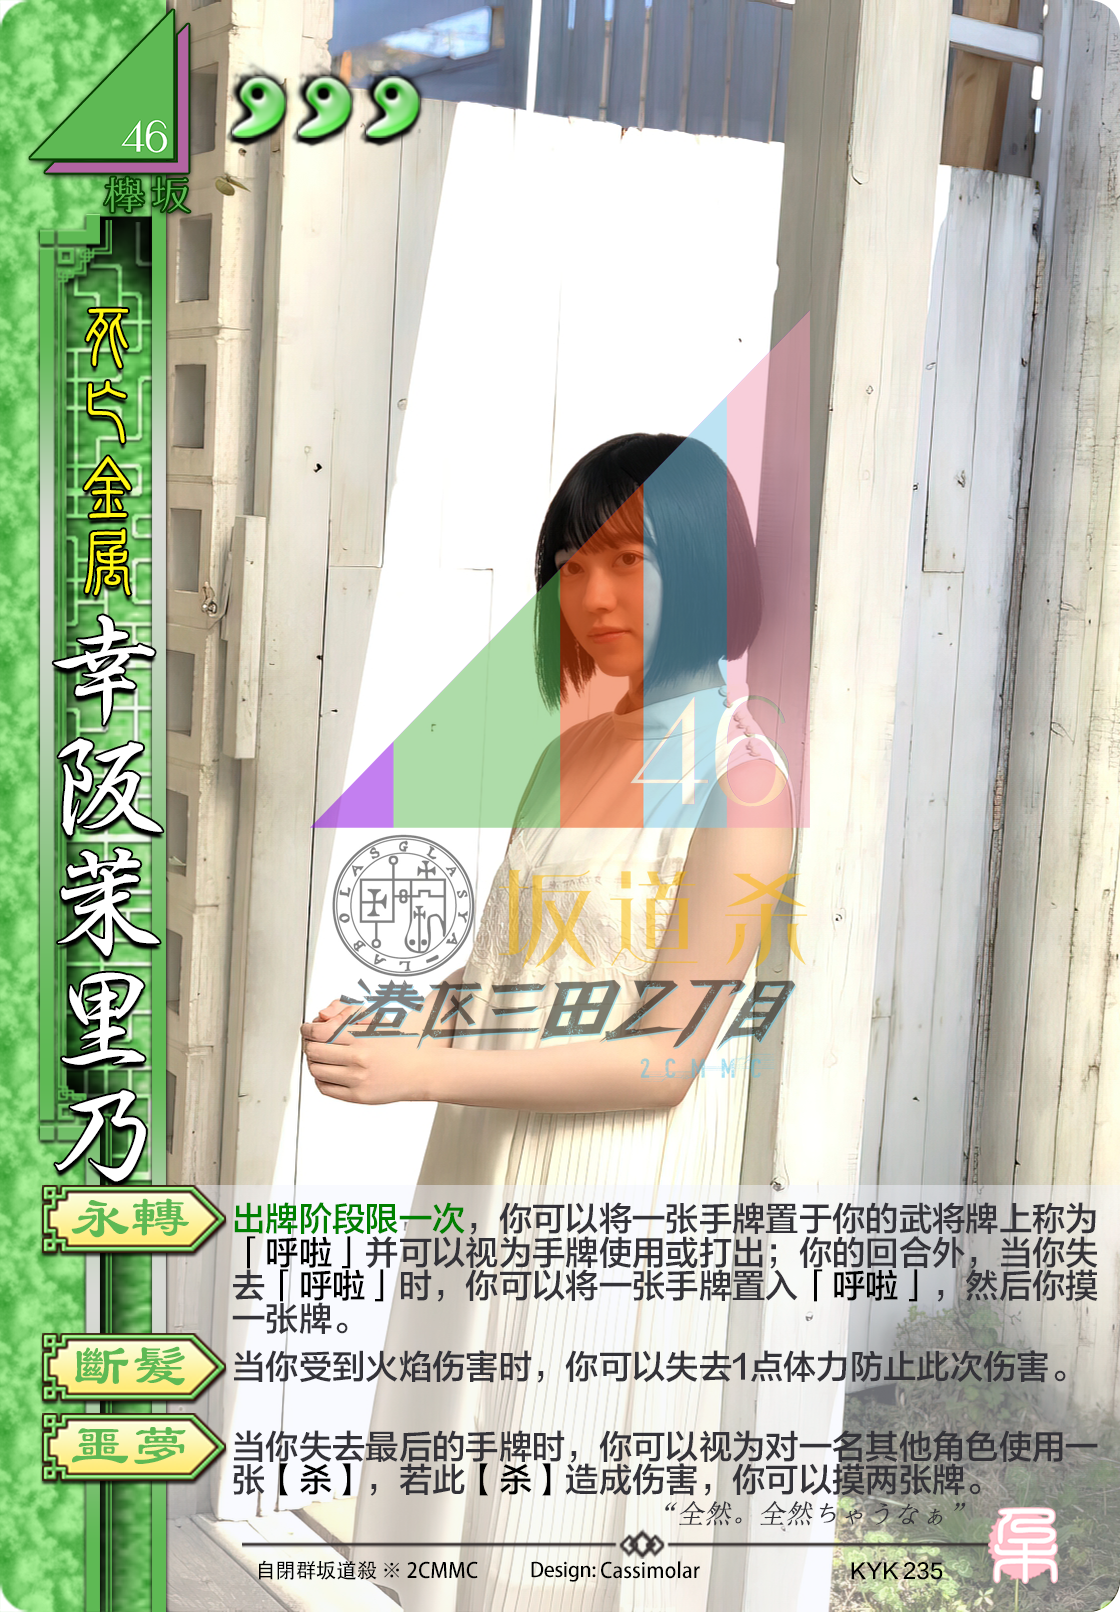 46
欅坂
死亡金属
幸阪茉里乃
46
GLASYA-LABOLAS
坂道杀
港区三田乙丁目
2CMMC
永轉
出牌阶段限一次，你可以将一张手牌置于你的武将牌上称为
「呼啦」并可以视为手牌使用或打出；你的回合外，当你失
去「呼啦」时，你可以将一张手牌置入「呼啦」，然后你摸
一张牌。
斷髮
当你受到火焰伤害时，你可以失去1点体力防止此次伤害。
噩夢
当你失去最后的手牌时，你可以视为对一名其他角色使用一
张【杀】，若此【杀】造成伤害，你可以摸两张牌。
“全然。全然ちゃうなぁ”
自閉群坂道殺 ※ 2CMMC
Design: Cassimolar
KYK 235